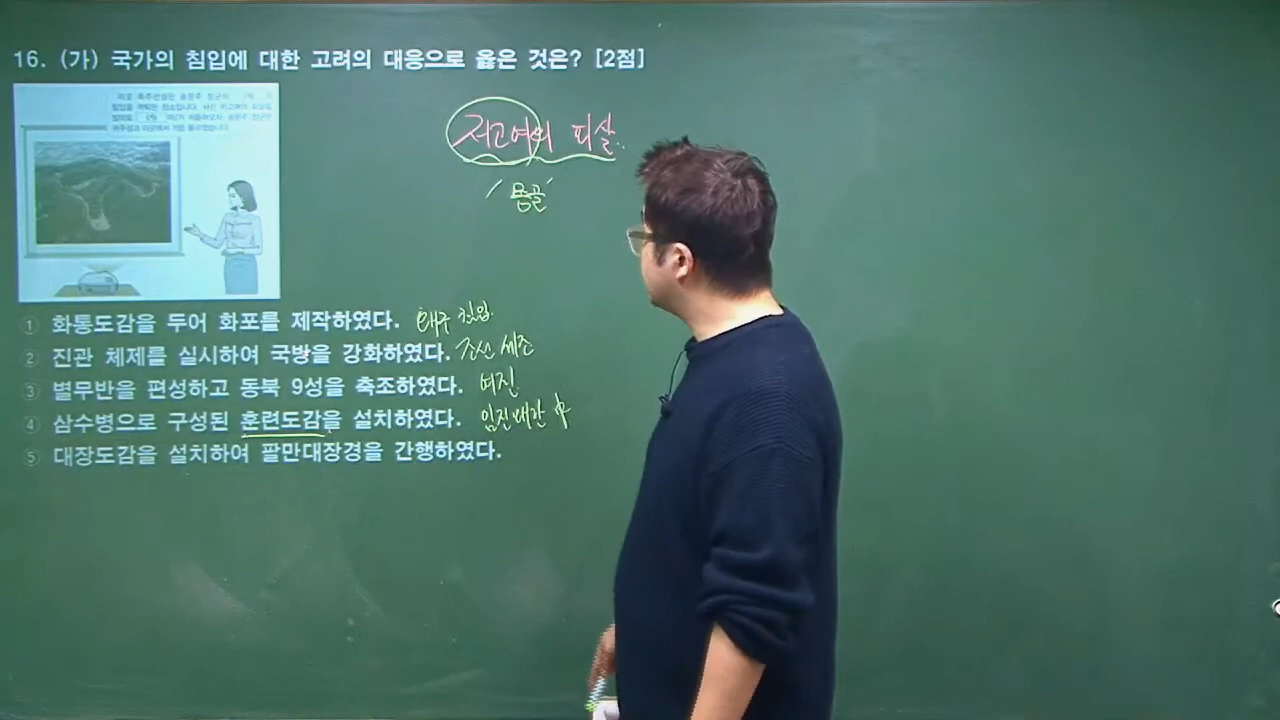 16. (가) 국가의 침입에 대한 고려의 대응으로 옳은 것은? [2점]
저고여의 피살
몽골
① 화통도감을 두어 화포를 제작하였다. 왜구 침입
② 진관 체제를 실시하여 국방을 강화하였다. 조선 세조
③ 별무반을 편성하고 동북 9성을 축조하였다. 여진
④ 삼수병으로 구성된 훈련도감을 설치하였다. 임진왜란 中
⑤ 대장도감을 설치하여 팔만대장경을 간행하였다.